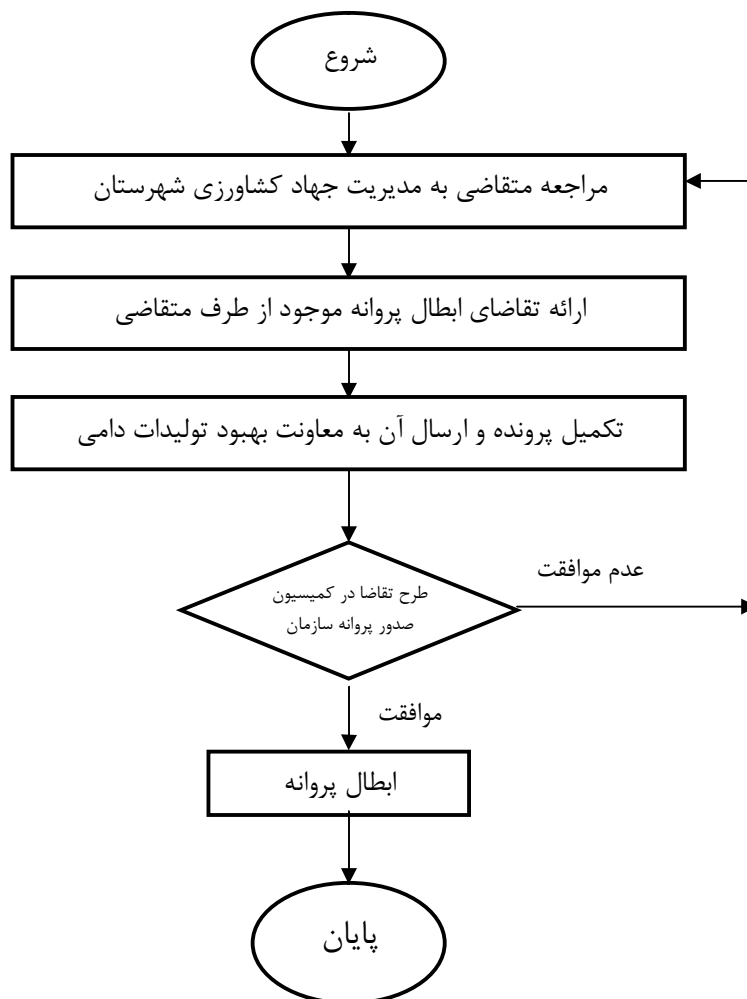 شروع
مراجعه متقاضی به مدیریت جهاد کشاورزی شهرستان
ارائه تقاضای ابطال پروانه موجود از طرف متقاضی
تکمیل پرونده و ارسال آن به معاونت بهبود تولیدات دامی
طرح تقاضا در کمیسیون
صدور پروانه سازمان
عدم موافقت
موافقت
ابطال پروانه
پایان